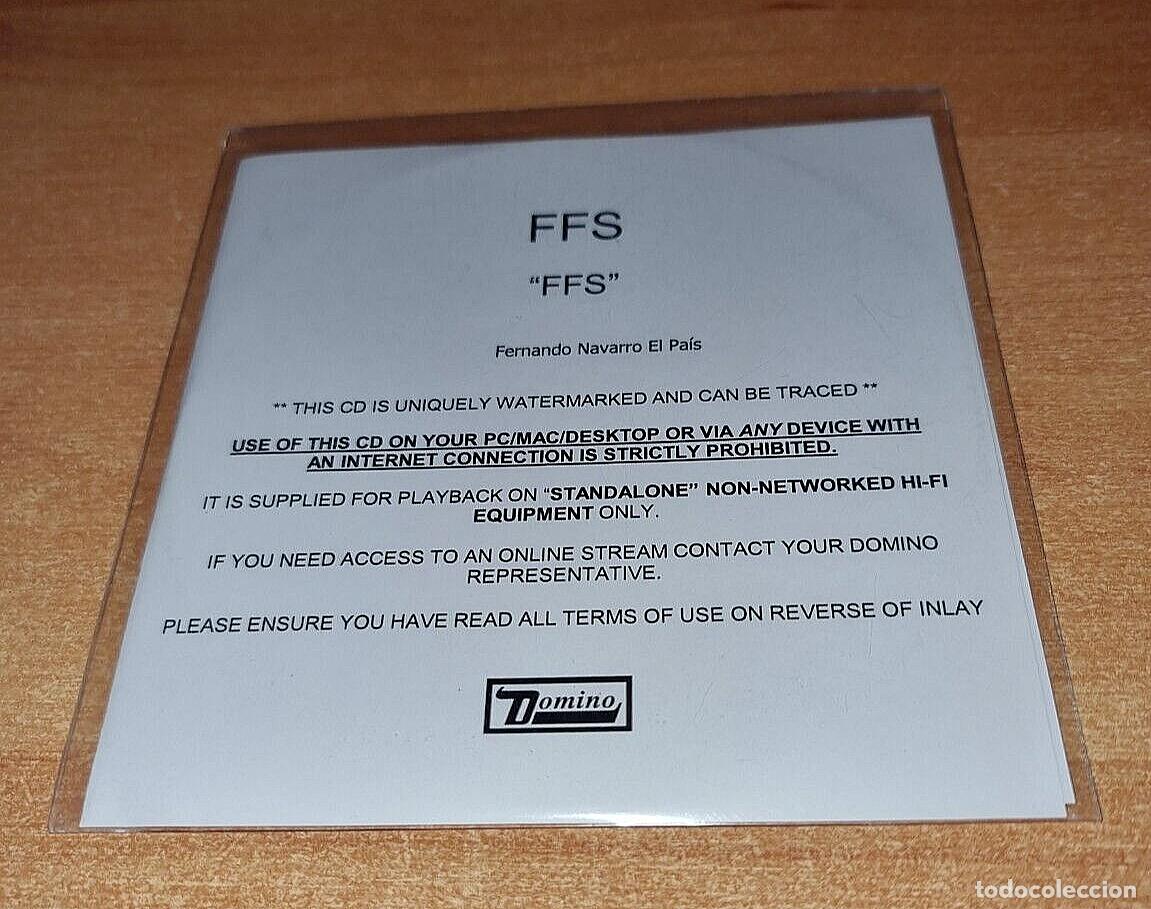 FFS
“FFS”
Fernando Navarro El País
** THIS CD IS UNIQUELY WATERMARKED AND CAN BE TRACED **
USE OF THIS CD ON YOUR PC/MAC/DESKTOP OR VIA ANY DEVICE WITH
AN INTERNET CONNECTION IS STRICTLY PROHIBITED.
IT IS SUPPLIED FOR PLAYBACK ON “STANDALONE” NON-NETWORKED HI-FI
EQUIPMENT ONLY.
IF YOU NEED ACCESS TO AN ONLINE STREAM CONTACT YOUR DOMINO
REPRESENTATIVE.
PLEASE ENSURE YOU HAVE READ ALL TERMS OF USE ON REVERSE OF INLAY
Domino
todocoleccion